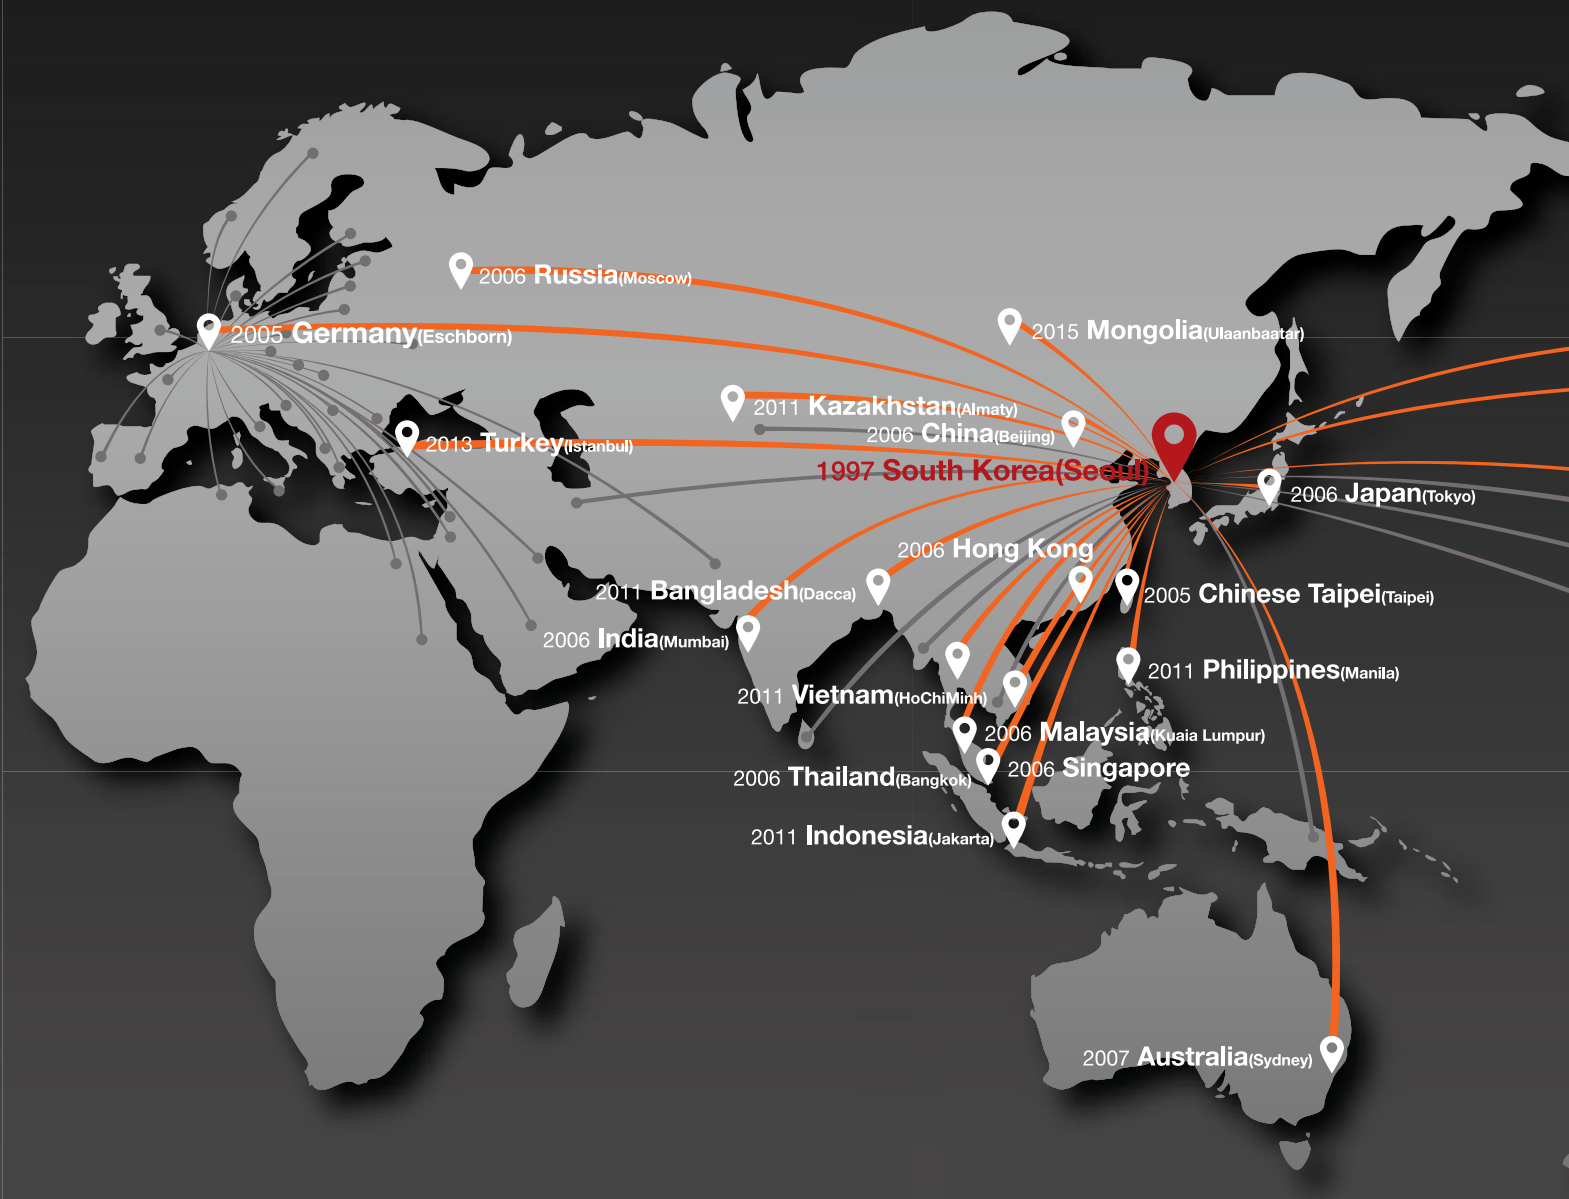 2006 Russia(Moscow)
2015 Mongolia(Ulaanbaatar)
2005 Germany(Eschborn)
2011 Kazakhstan(Almaty)
2006 China(Beijing)
2013 Turkey(Istanbul)
1997 South Korea(Seoul)
2006 Japan(Tokyo)
2006 Hong Kong
2011 Bangladesh(Dacca)
2005 Chinese Taipei(Taipei)
2006 India(Mumbai)
2011 Philippines(Manila)
2011 Vietnam(HoChiMinh)
2006 Malaysia(Kuaia Lumpur)
2006 Singapore
2006 Thailand(Bangkok)
2011 Indonesia(Jakarta)
2007 Australia(Sydney)